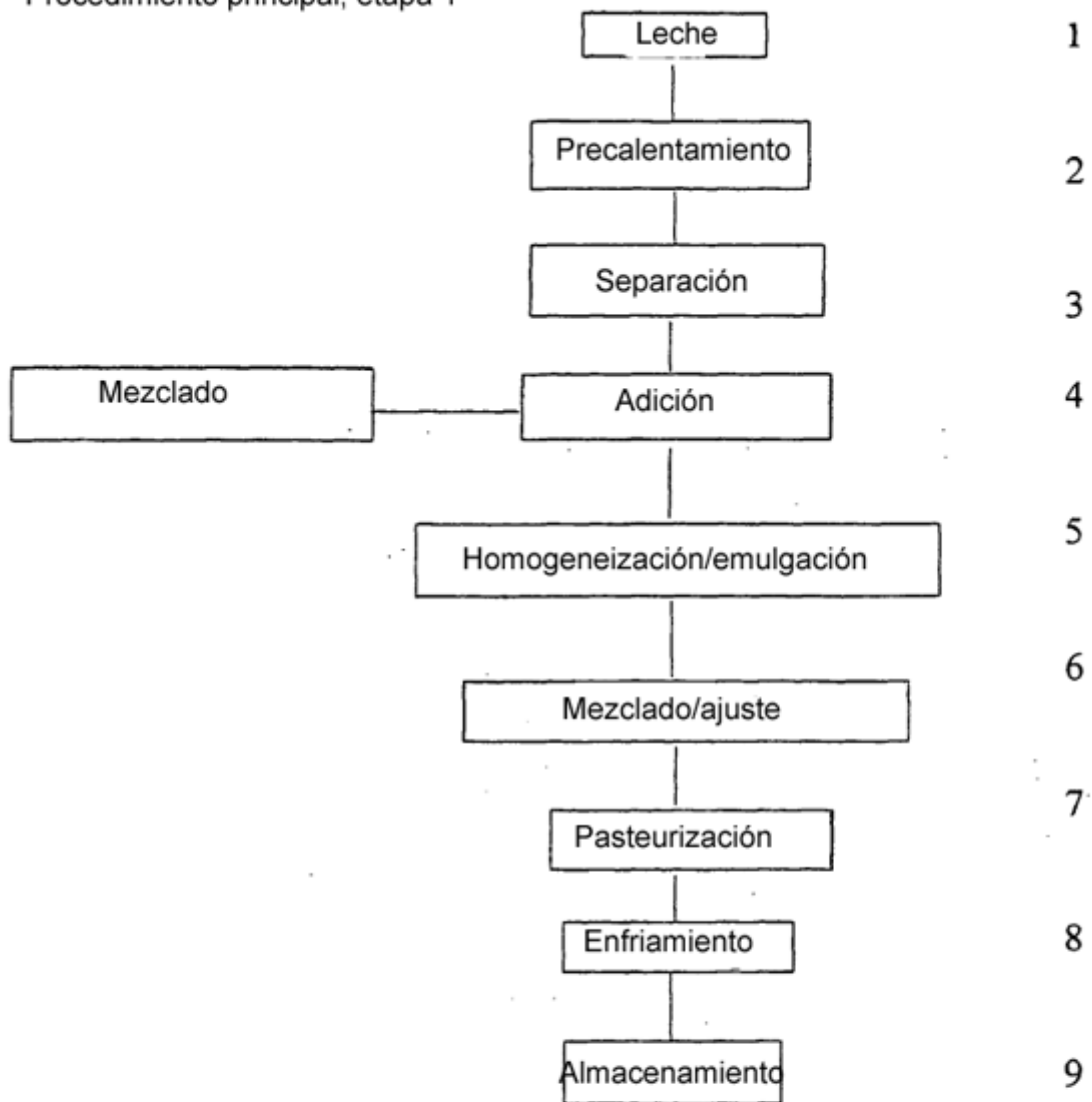 Procedimiento principal, etapa 1
Leche 1
Precalentamiento 2
Separación 3
Mezclado Adición 4
Homogeneización/emulgación 5
Mezclado/ajuste 6
Pasteurización 7
Enfriamiento 8
Almacenamiento 9